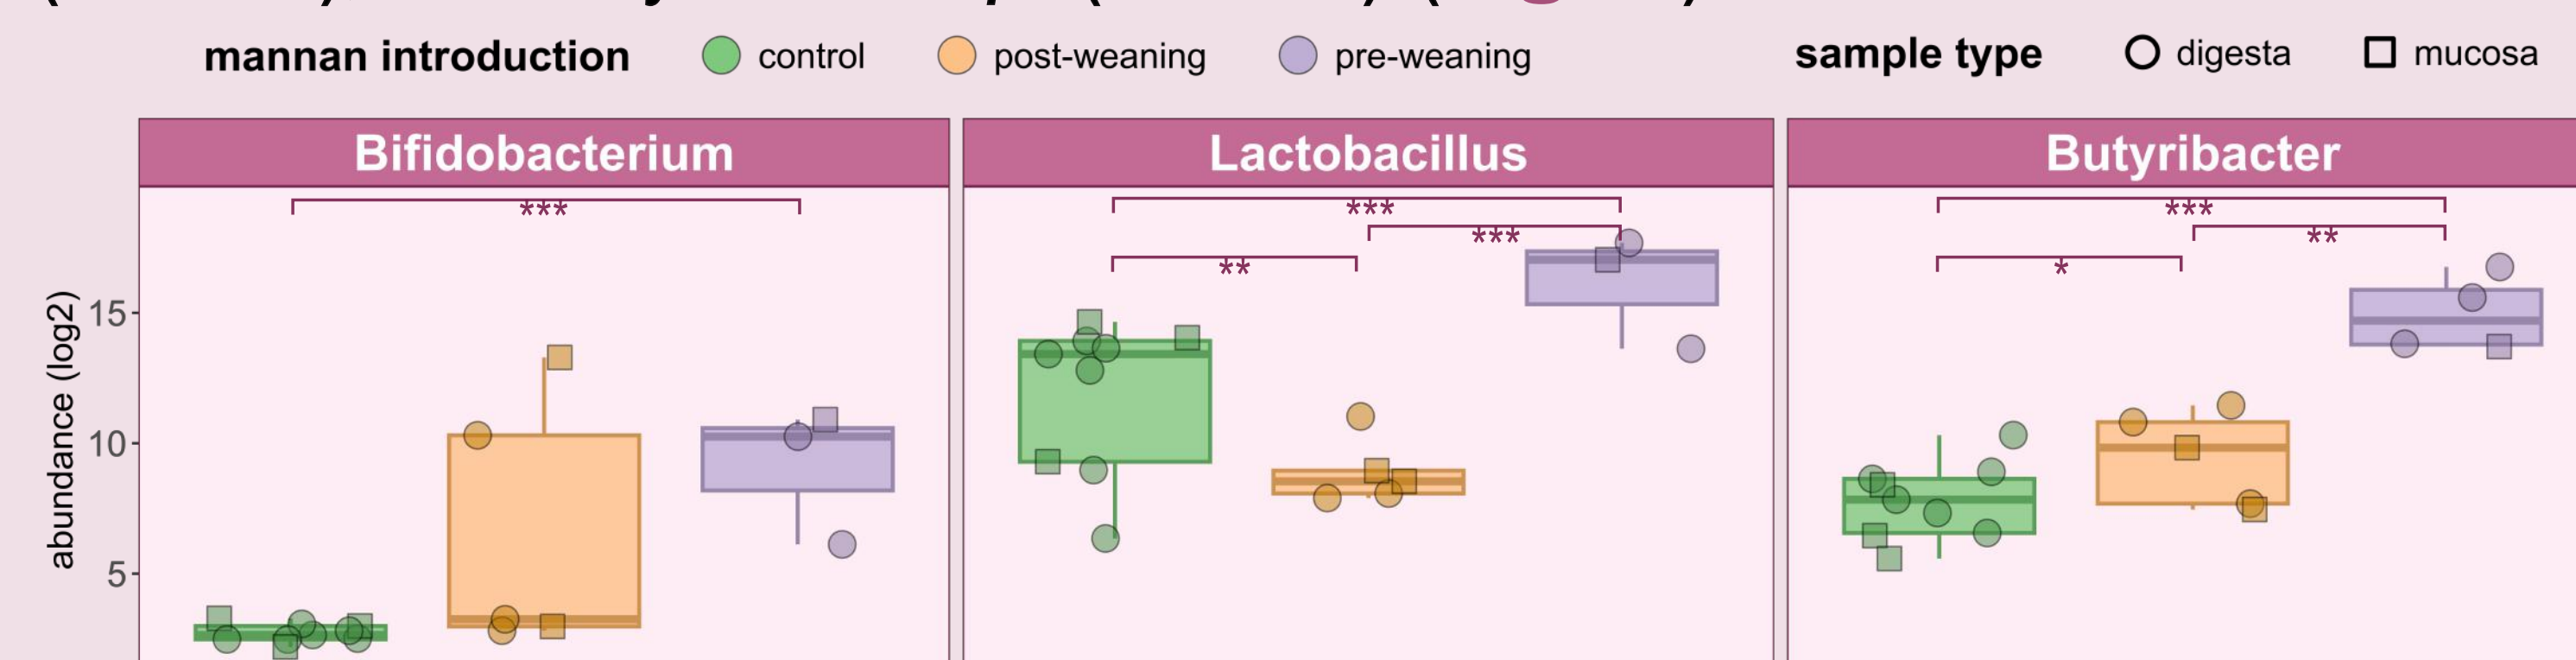 mannan introduction control post-weaning pre-weaning sample type digesta mucosa
Bifidobacterium Lactobacillus Butyribacter
*** *** ***
*** **
** *
abundance (log2)
15
10
5